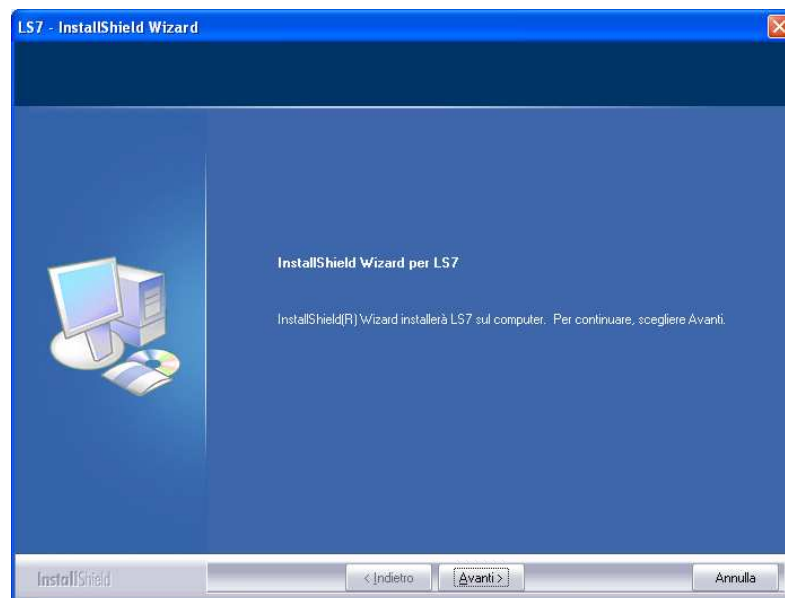 LS7 - InstallShield Wizard
InstallShield Wizard per LS7
InstallShield(R) Wizard installerà LS7 sul computer.  Per continuare, scegliere Avanti.
InstallShield
< Indietro
Avanti >
Annulla